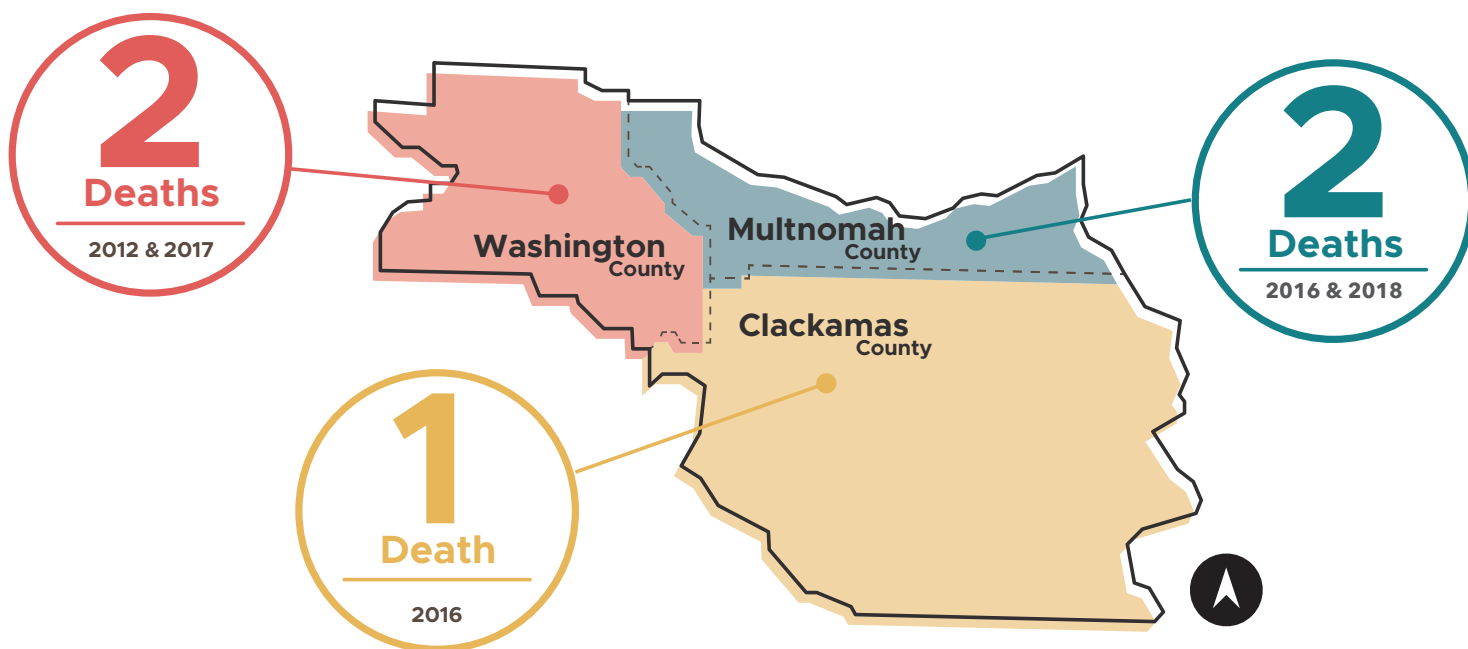 2
Deaths
2012 & 2017
Washington
County
Multnomah
County
2
Deaths
2016 & 2018
Clackamas
County
1
Death
2016